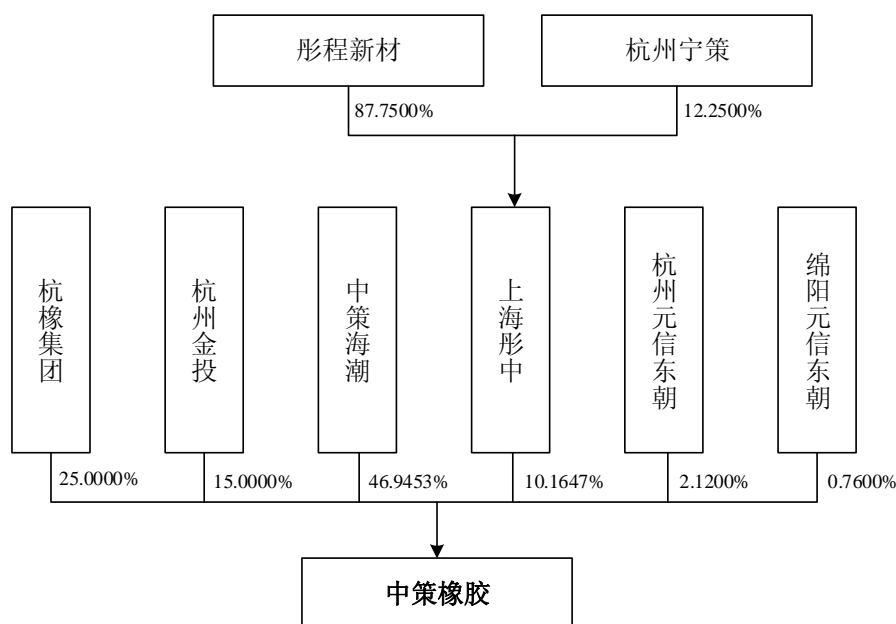 彤程新材
杭州宁策
87.7500%
12.2500%
杭橡集团
杭州金投
中策海潮
上海彤中
杭州元信东朝
绵阳元信东朝
25.0000%
15.0000%
46.9453%
10.1647%
2.1200%
0.7600%
中策橡胶